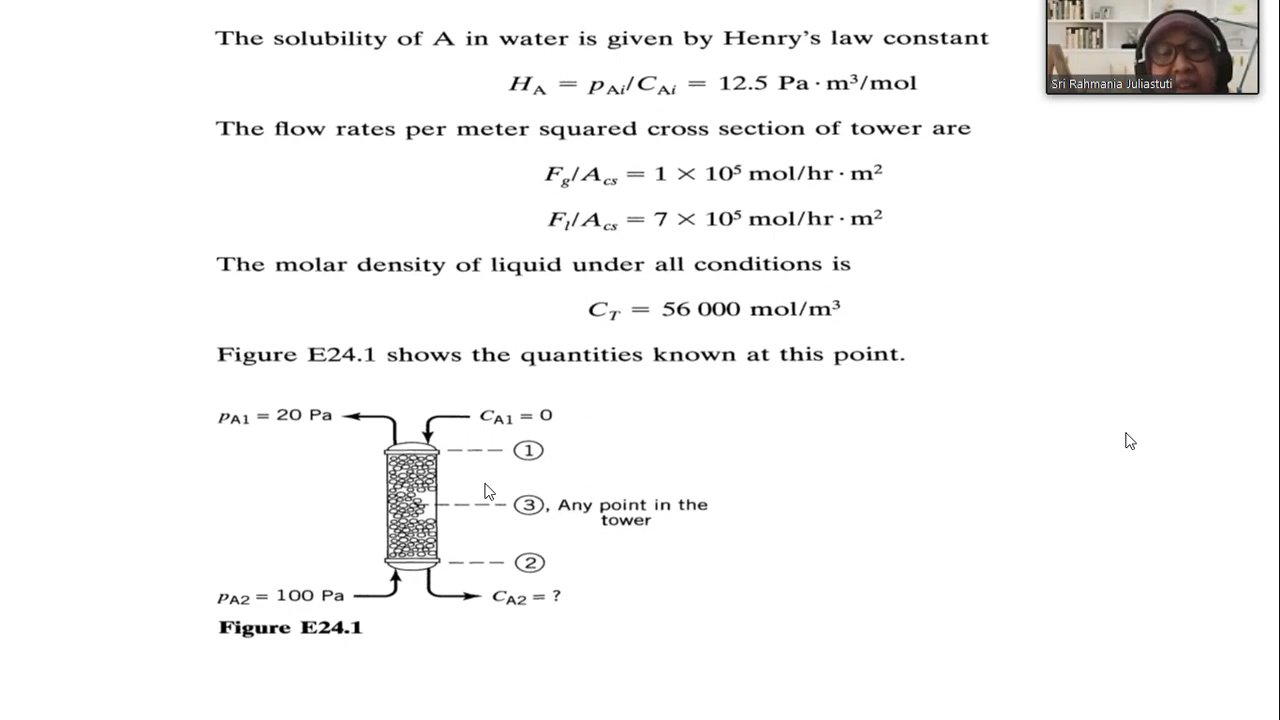 The solubility of A in water is given by Henry's law constant
H_A = p_Ai/C_Ai = 12.5 Pa · m³/mol
The flow rates per meter squared cross section of tower are
F_g/A_cs = 1 × 10⁵ mol/hr · m²
F_l/A_cs = 7 × 10⁵ mol/hr · m²
The molar density of liquid under all conditions is
C_T = 56 000 mol/m³
Figure E24.1 shows the quantities known at this point.
p_A1 = 20 Pa
C_A1 = 0
1
3, Any point in the
tower
2
p_A2 = 100 Pa
C_A2 = ?
Figure E24.1
Sri Rahmania Juliastuti